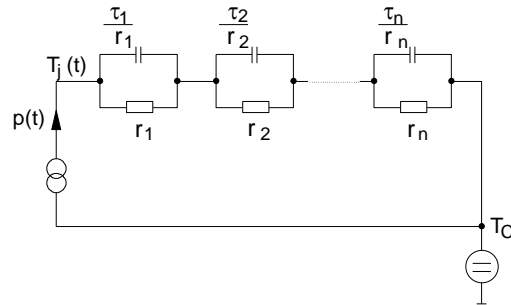 τ1 τ2 τn
r1 r2 rn
Tj(t)
r1 r2 rn
p(t)
TC